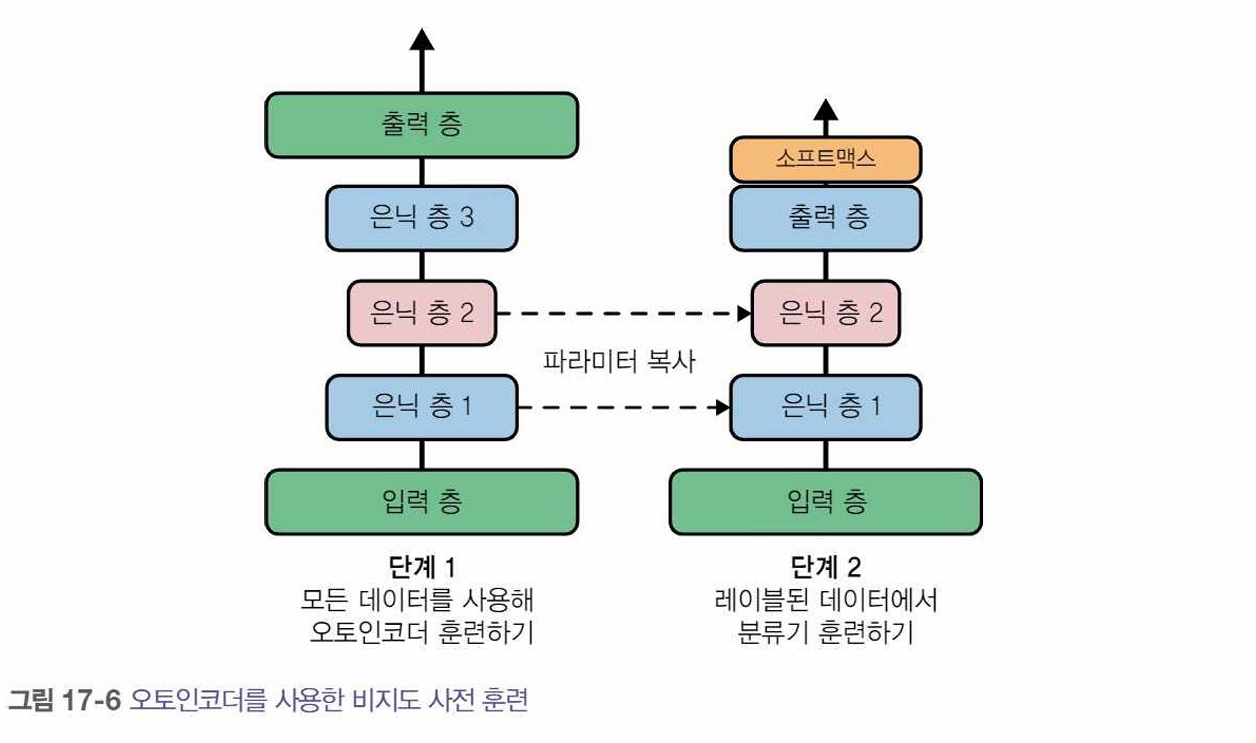 출력 층
은닉 층 3
은닉 층 2
은닉 층 1
입력 층
단계 1
모든 데이터를 사용해
오토인코더 훈련하기
파라미터 복사
소프트맥스
출력 층
은닉 층 2
은닉 층 1
입력 층
단계 2
레이블된 데이터에서
분류기 훈련하기
그림 17-6 오토인코더를 사용한 비지도 사전 훈련